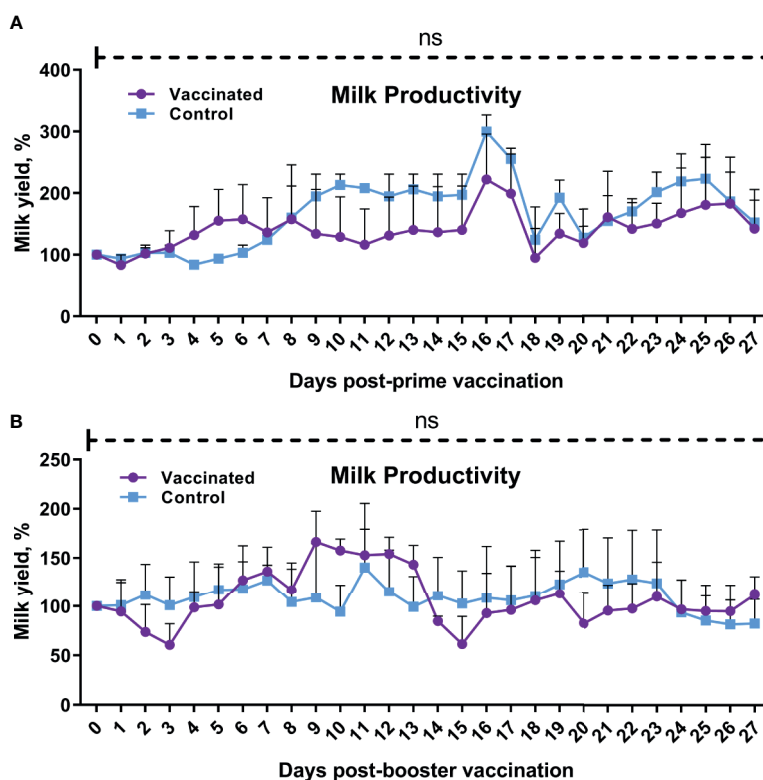 A
ns
400
Vaccinated
Control
Milk Productivity
300
200
100
0
Milk yield, %
0 1 2 3 4 5 6 7 8 9 10 11 12 13 14 15 16 17 18 19 20 21 22 23 24 25 26 27
Days post-prime vaccination
B
ns
250
Vaccinated
Control
Milk Productivity
200
150
100
50
0
Milk yield, %
0 1 2 3 4 5 6 7 8 9 10 11 12 13 14 15 16 17 18 19 20 21 22 23 24 25 26 27
Days post-booster vaccination